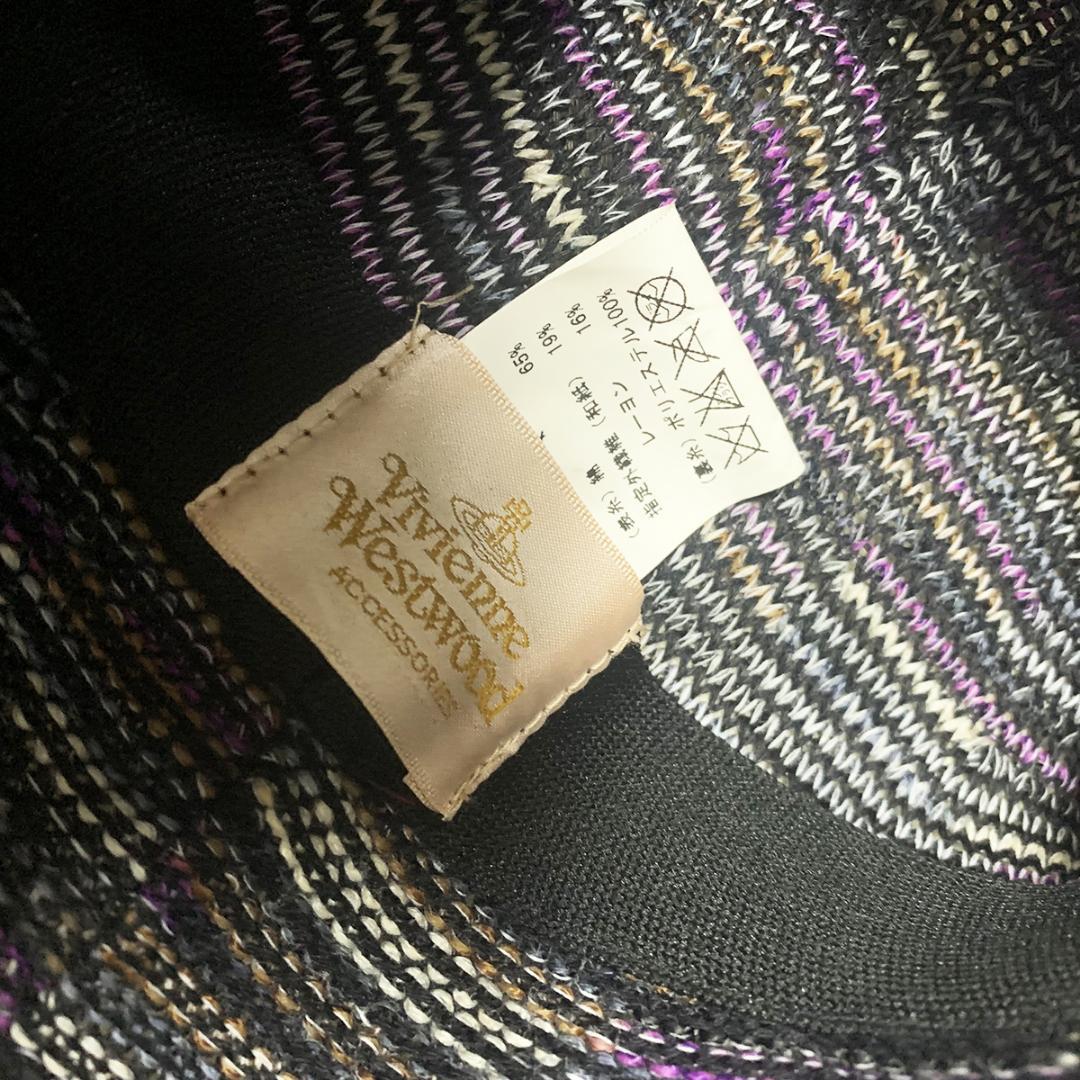 Vivienne
Westwood
ACCESSORIES
(表糸) 綿 65%
指定外繊維 (和紙) 19%
レーヨン 16%
(裏糸) ポリエステル100%